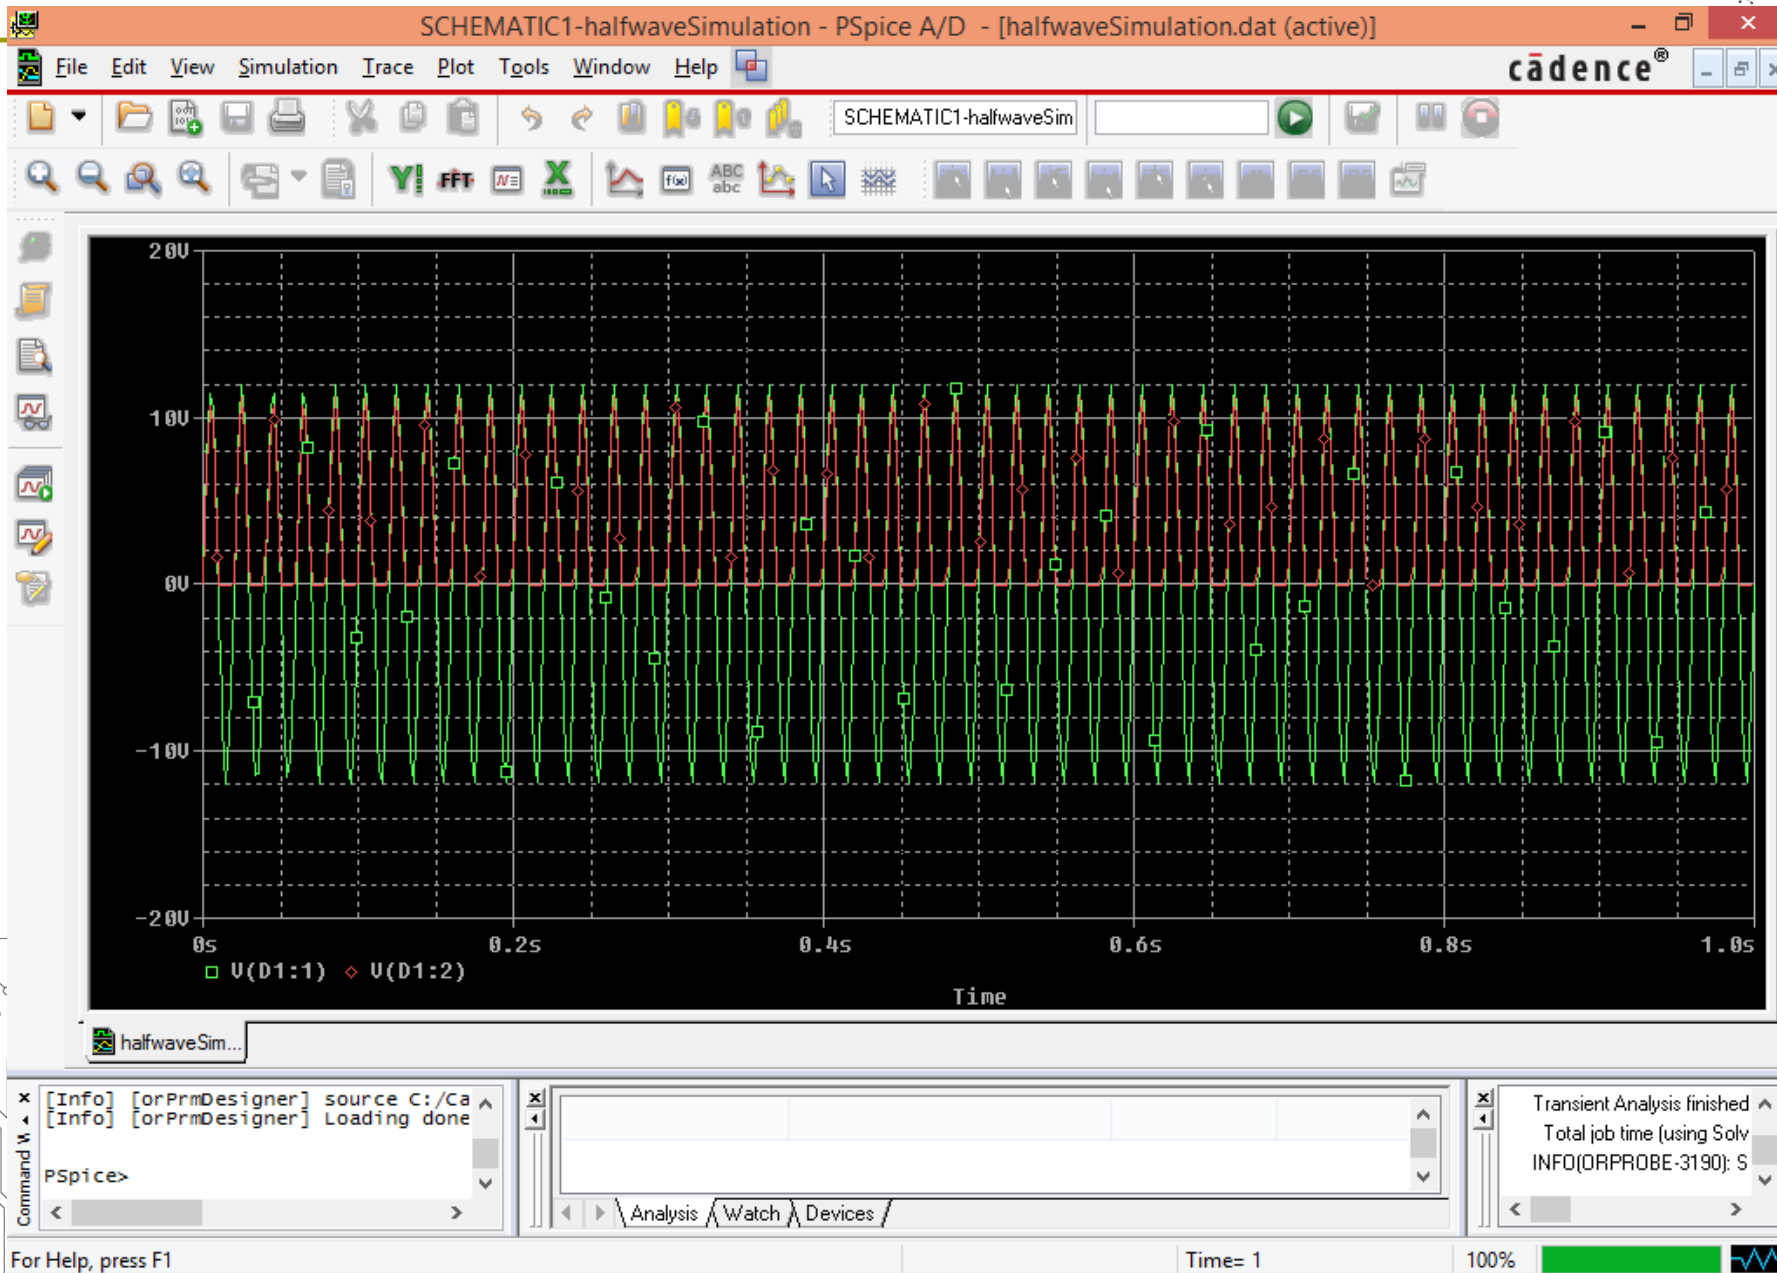 SCHEMATIC1-halfwaveSimulation - PSpice A/D - [halfwaveSimulation.dat (active)]
File Edit View Simulation Trace Plot Tools Window Help
cādence®
SCHEMATIC1-halfwaveSim
Y! FFT f(x) ABC abc
20V
10V
0V
-10V
-20V
0s 0.2s 0.4s 0.6s 0.8s 1.0s
V(D1:1) V(D1:2)
Time
halfwaveSim...
Command W
[Info] [orPrmDesigner] source C:/Ca
[Info] [orPrmDesigner] Loading done
PSpice>
Analysis Watch Devices
Transient Analysis finished
Total job time (using Solv
INFO(ORPROBE-3190): S
For Help, press F1
Time= 1
100%